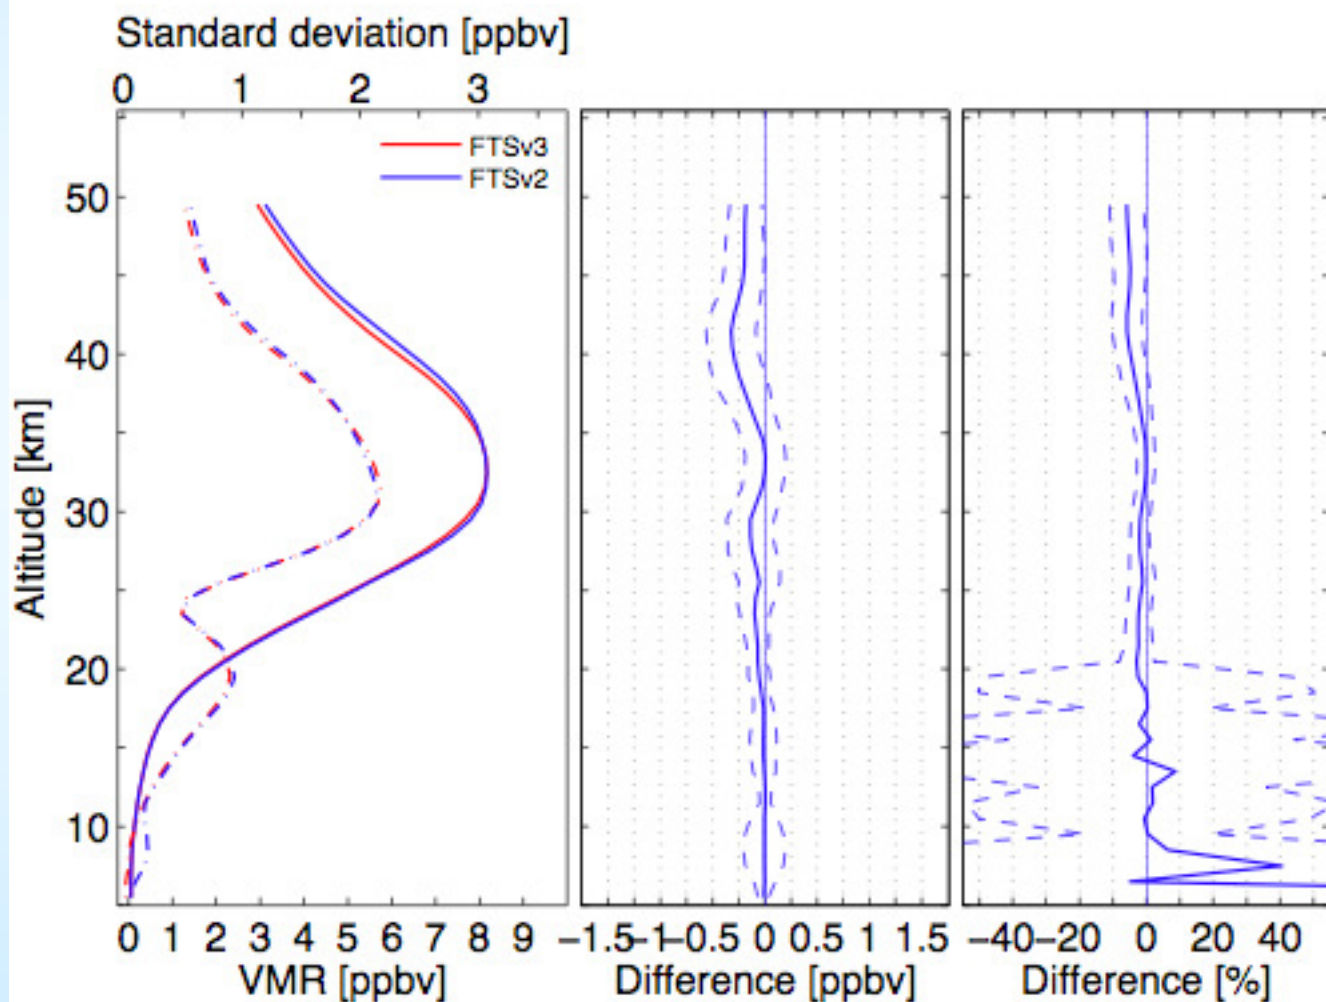 Standard deviation [ppbv]
0 1 2 3
FTSv3
FTSv2
50
40
30
20
10
Altitude [km]
0 1 2 3 4 5 6 7 8 9
VMR [ppbv]
−1.5−1−0.5 0 0.5 1 1.5
Difference [ppbv]
−40−20 0 20 40
Difference [%]